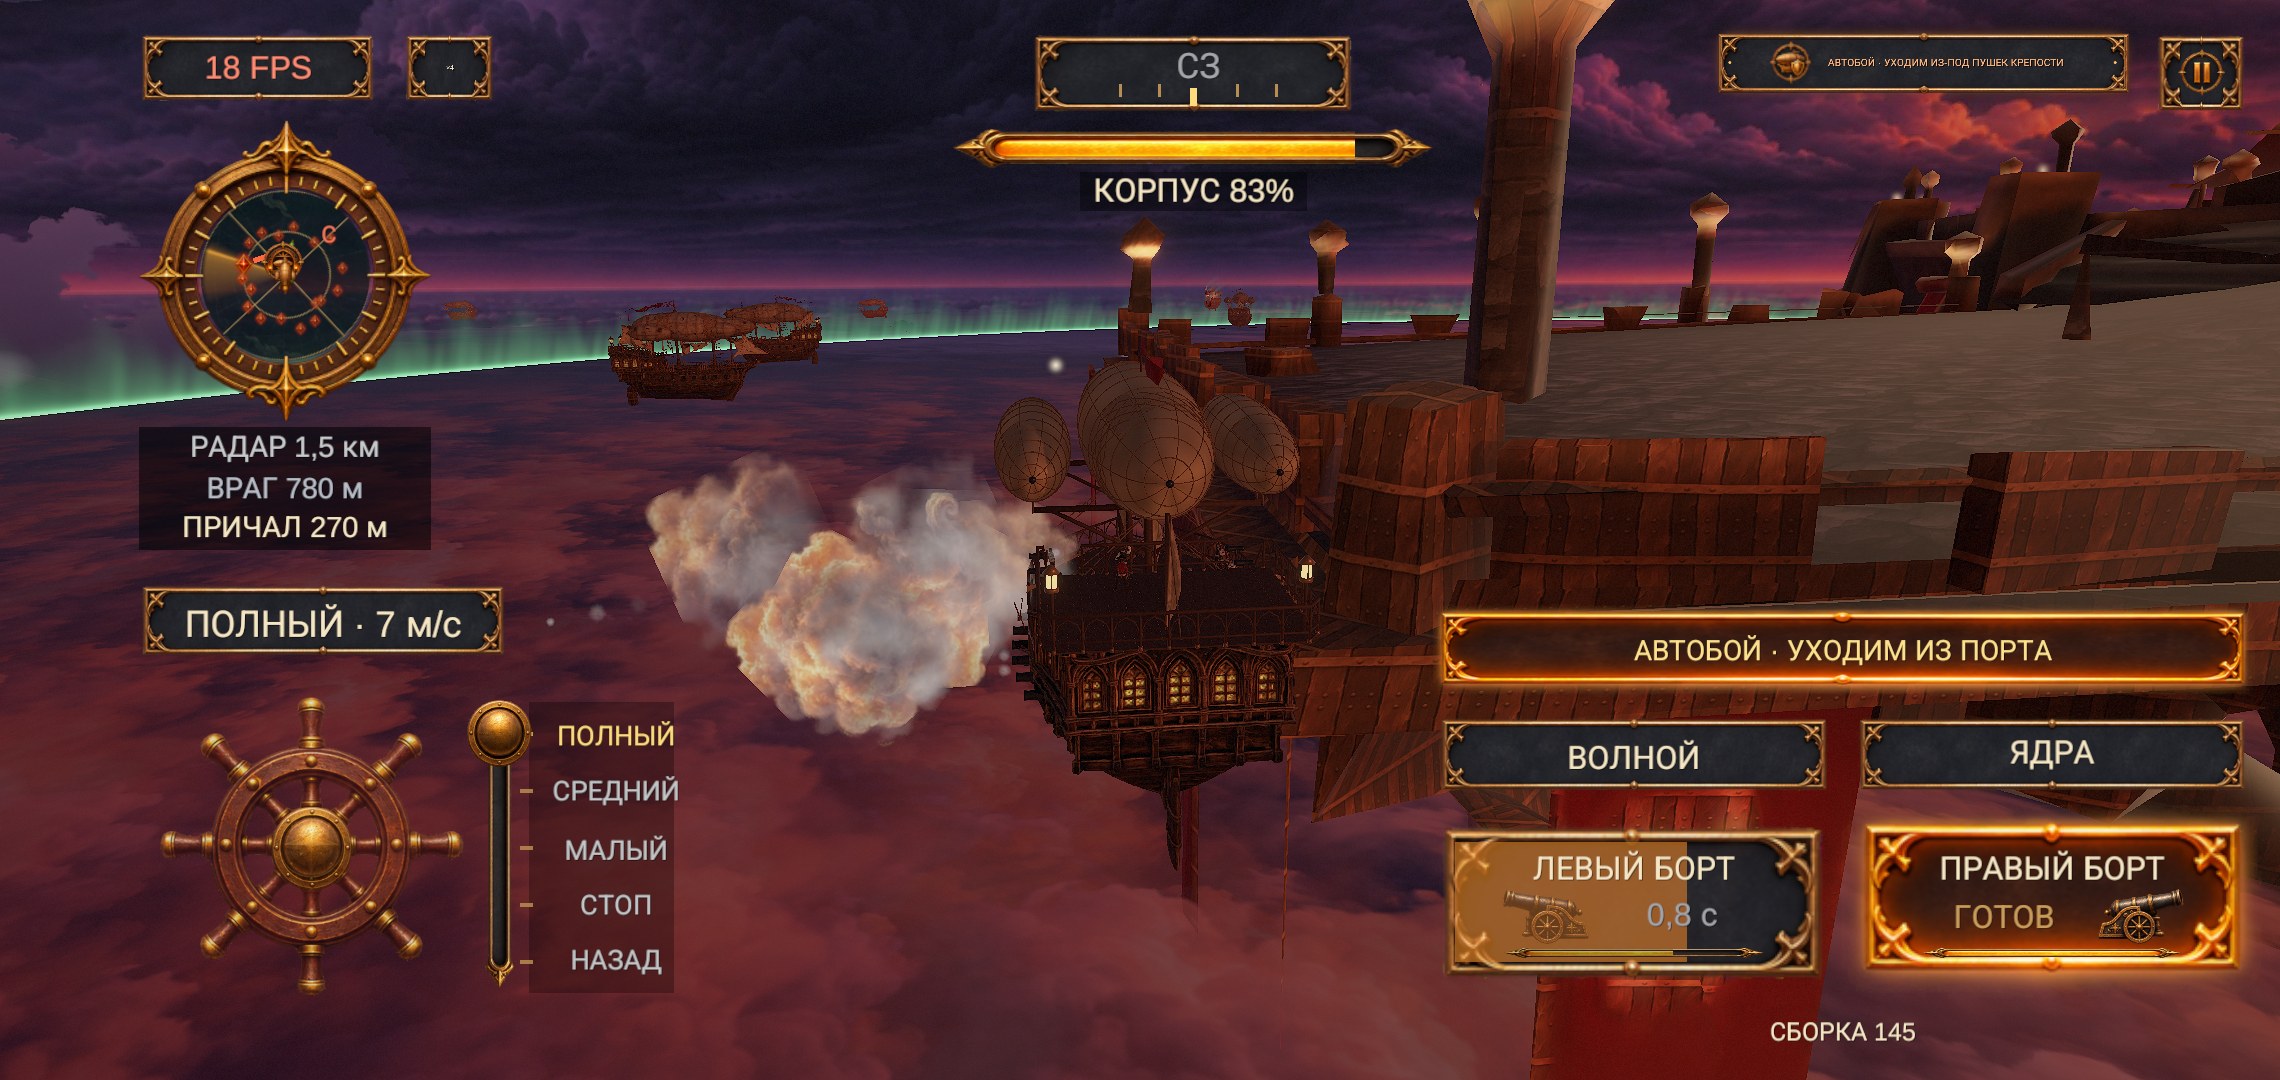 18 FPS
×4
СЗ
АВТОБОЙ · УХОДИМ ИЗ-ПОД ПУШЕК КРЕПОСТИ
КОРПУС 83%
С
РАДАР 1,5 км
ВРАГ 780 м
ПРИЧАЛ 270 м
ПОЛНЫЙ · 7 м/с
ПОЛНЫЙ
СРЕДНИЙ
МАЛЫЙ
СТОП
НАЗАД
АВТОБОЙ · УХОДИМ ИЗ ПОРТА
ВОЛНОЙ
ЯДРА
ЛЕВЫЙ БОРТ
0,8 с
ПРАВЫЙ БОРТ
ГОТОВ
СБОРКА 145